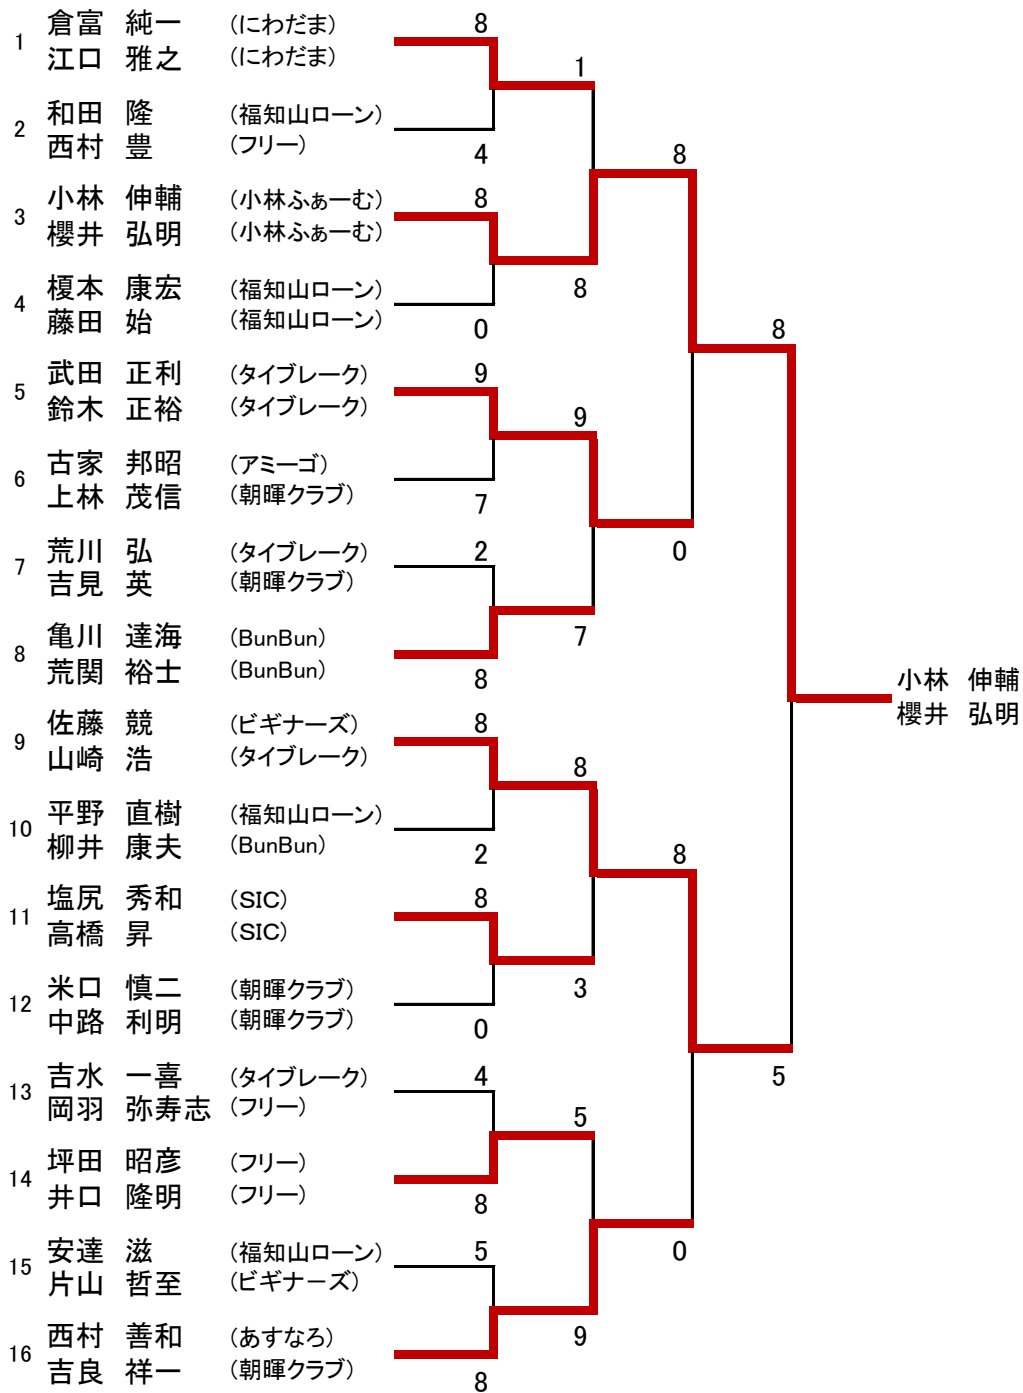 倉富 純一 (にわだま) 8
1
江口 雅之 (にわだま)
1
和田 隆 (福知山ローン)
2
西村 豊 (フリー)
4
8
小林 伸輔 (小林ふぁーむ) 8
3
櫻井 弘明 (小林ふぁーむ)
8
榎本 康宏 (福知山ローン)
4
藤田 始 (福知山ローン)
0
8
武田 正利 (タイブレーク) 9
5
鈴木 正裕 (タイブレーク)
9
古家 邦昭 (アミーゴ)
6
上林 茂信 (朝暉クラブ)
7
荒川 弘 (タイブレーク) 2
0
7
吉見 英 (朝暉クラブ)
亀川 達海 (BunBun)
7
8
荒関 裕士 (BunBun)
8
小林 伸輔
櫻井 弘明
佐藤 競 (ビギナーズ) 8
9
山崎 浩 (タイブレーク)
8
平野 直樹 (福知山ローン)
10
柳井 康夫 (BunBun)
2
8
塩尻 秀和 (SIC) 8
11
高橋 昇 (SIC)
米口 慎二 (朝暉クラブ)
3
12
中路 利明 (朝暉クラブ)
0
吉水 一喜 (タイブレーク) 4
5
13
岡羽 弥寿志 (フリー)
5
坪田 昭彦 (フリー)
14
井口 隆明 (フリー)
8
安達 滋 (福知山ローン) 5
0
15
片山 哲至 (ビギナーズ)
西村 善和 (あすなろ)
9
16
吉良 祥一 (朝暉クラブ)
8